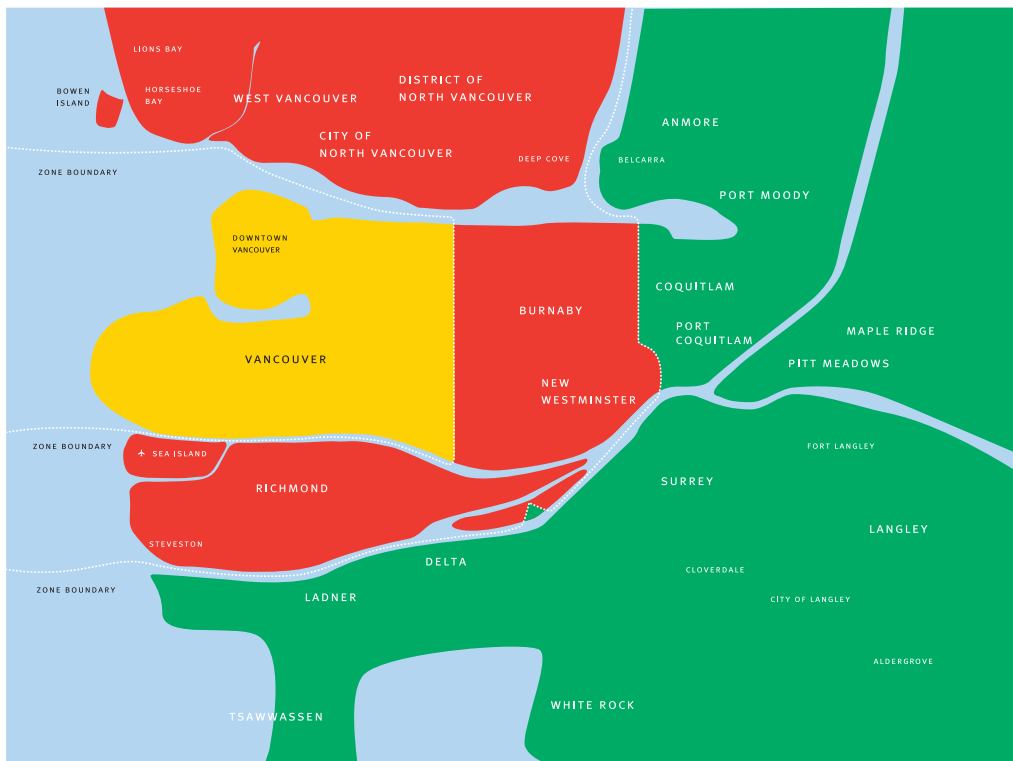 LIONS BAY
BOWEN
ISLAND
HORSESHOE
BAY
WEST VANCOUVER
DISTRICT OF
NORTH VANCOUVER
CITY OF
NORTH VANCOUVER
DEEP COVE
ANMORE
BELCARRA
PORT MOODY
ZONE BOUNDARY
DOWNTOWN
VANCOUVER
COQUITLAM
BURNABY
PORT
COQUITLAM
MAPLE RIDGE
VANCOUVER
PITT MEADOWS
NEW
WESTMINSTER
ZONE BOUNDARY
SEA ISLAND
FORT LANGLEY
RICHMOND
SURREY
LANGLEY
STEVESTON
DELTA
CLOVERDALE
ZONE BOUNDARY
LADNER
CITY OF LANGLEY
ALDERGROVE
TSAWWASSEN
WHITE ROCK